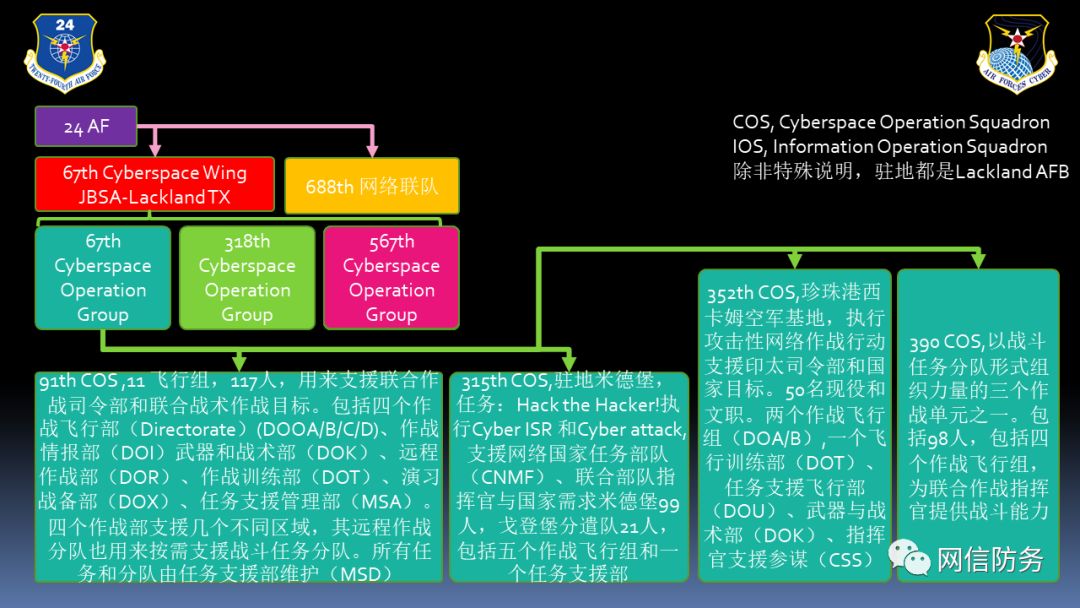 24
TWENTY-FOURTH AIR FORCE
AIR FORCES CYBER
24 AF
COS, Cyberspace Operation Squadron
IOS, Information Operation Squadron
除非特殊说明，驻地都是Lackland AFB
67th Cyberspace Wing
JBSA-Lackland TX
688th 网络联队
67th
Cyberspace
Operation
Group
318th
Cyberspace
Operation
Group
567th
Cyberspace
Operation
Group
91th COS ,11 飞行组，117人，用来支援联合作
战司令部和联合战术作战目标。包括四个作
战飞行部（Directorate）(DOOA/B/C/D)、作战
情报部（DOI）武器和战术部（DOK）、远程
作战部（DOR）、作战训练部（DOT）、演习
战备部（DOX）、任务支援管理部（MSA）。
四个作战部支援几个不同区域，其远程作战
分队也用来按需支援战斗任务分队。所有任
务和分队由任务支援部维护（MSD）
315th COS,驻地米德堡，
任务：Hack the Hacker!执
行Cyber ISR 和Cyber attack,
支援网络国家任务部队
（CNMF）、联合部队指
挥官与国家需求米德堡99
人，戈登堡分遣队21人，
包括五个作战飞行组和一
个任务支援部
352th COS,珍珠港西
卡姆空军基地，执行
攻击性网络作战行动
支援印太司令部和国
家目标。50名现役和
文职。两个作战飞行
组（DOA/B）,一个飞
行训练部（DOT）、
任务支援飞行部
（DOU）、武器与战
术部（DOK）、指挥
官支援参谋（CSS）
390 COS,以战斗
任务分队形式组
织力量的三个作
战单元之一。包
括98人，包括四
个作战飞行组，
为联合作战指挥
官提供战斗能力
网信防务